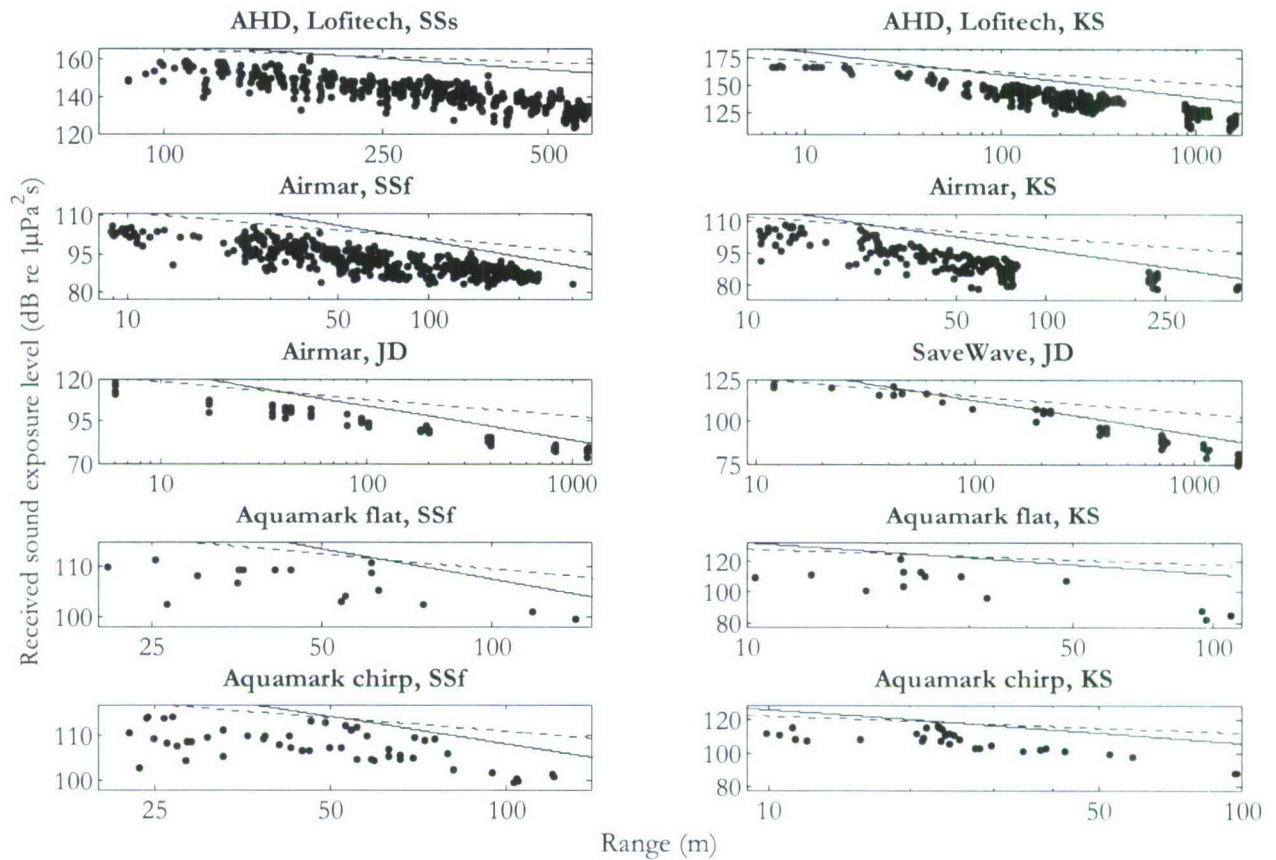 AHD, Lofitech, SSs
160
140
120
100 250 500
AHD, Lofitech, KS
175
150
125
10 100 1000
Airmar, SSf
110
95
80
10 50 100
Airmar, KS
110
95
80
10 50 100 250
Airmar, JD
120
95
70
10 100 1000
SaveWave, JD
125
100
75
10 100 1000
Aquamark flat, SSf
110
100
25 50 100
Aquamark flat, KS
120
100
80
10 50 100
Aquamark chirp, SSf
110
100
25 50 100
Aquamark chirp, KS
120
100
80
10 50 100
Received sound exposure level (dB re 1µPa²s)
Range (m)